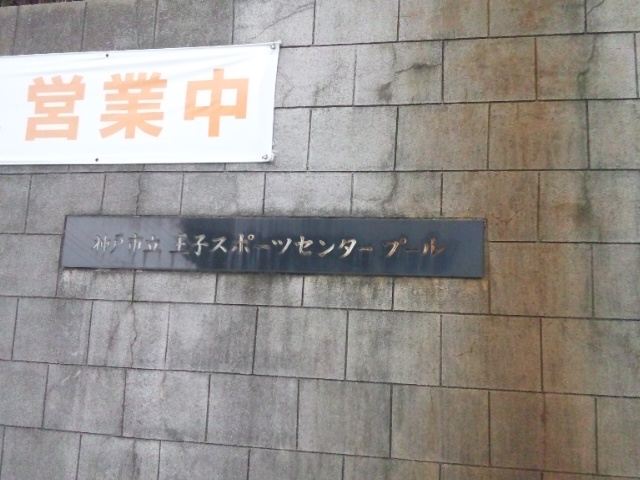 営業中
神戸市立 王子スポーツセンター プール